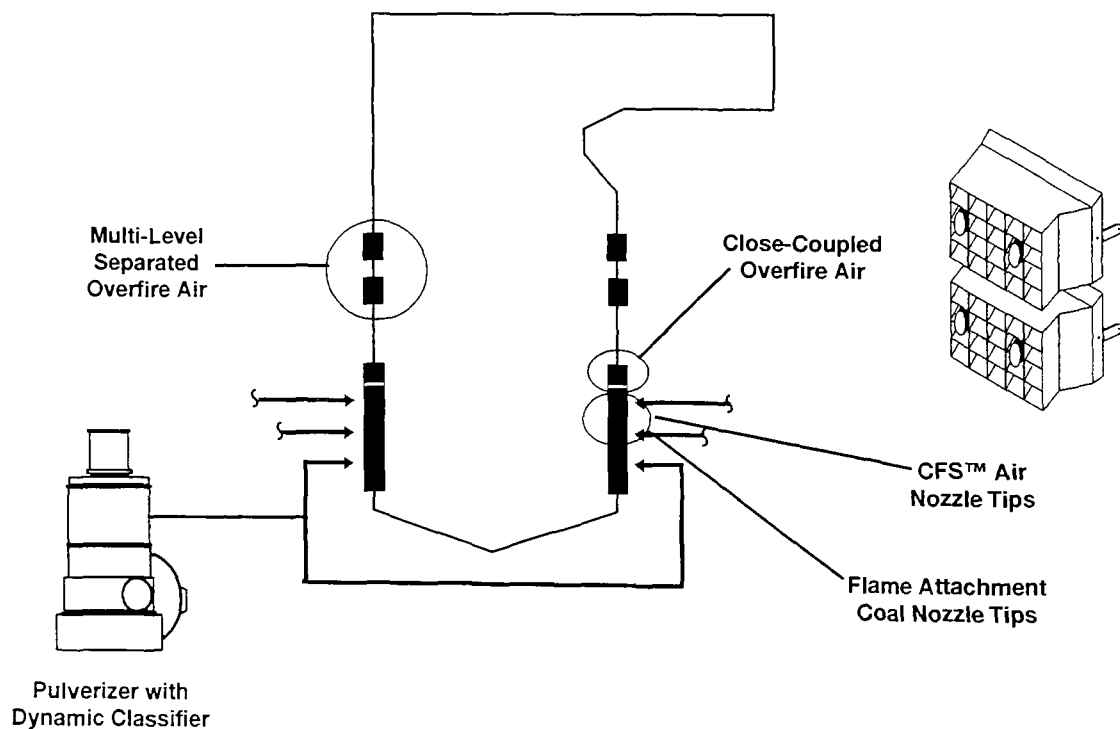 Multi-Level
Separated
Overfire Air
Close-Coupled
Overfire Air
CFS™ Air
Nozzle Tips
Flame Attachment
Coal Nozzle Tips
Pulverizer with
Dynamic Classifier